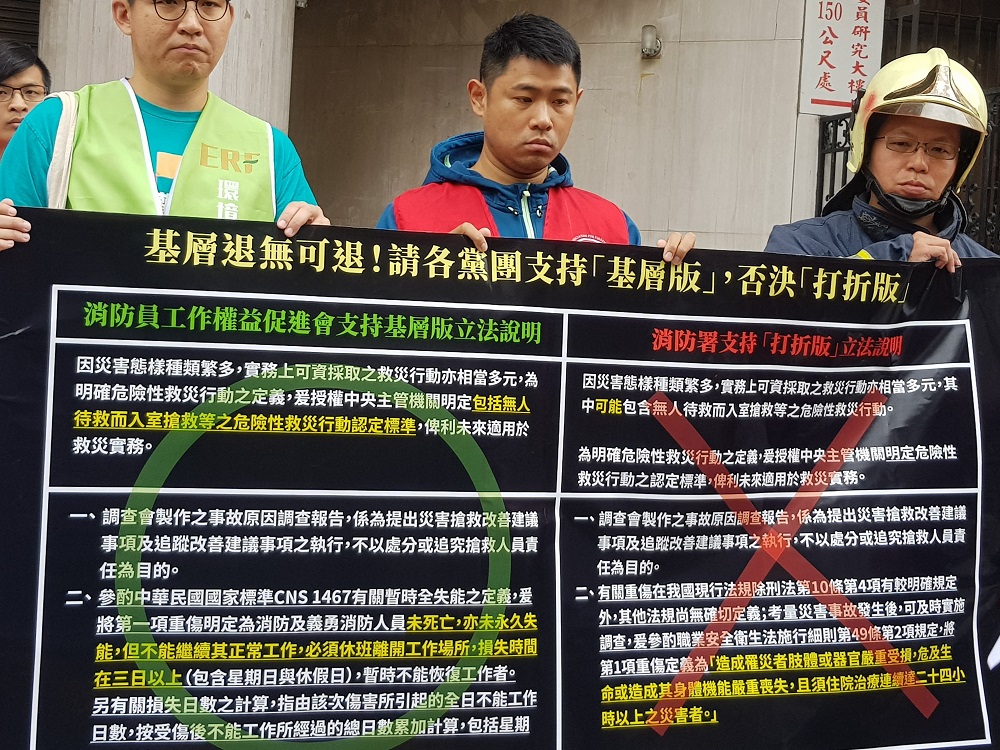 150公尺處
委員研究大樓
ERF
環境
基層退無可退！請各黨團支持「基層版」，否決「打折版」
消防員工作權益促進會支持基層版立法說明
因災害態樣種類繁多，實務上可資採取之救災行動亦相當多元，為
明確危險性救災行動之定義，爰授權中央主管機關明定包括無人
待救而入室搶救等之危險性救災行動認定標準，俾利未來適用於
救災實務。
一、調查會製作之事故原因調查報告，係為提出災害搶救改善建議
事項及追蹤改善建議事項之執行，不以處分或追究搶救人員責
任為目的。
二、參酌中華民國國家標準CNS 1467有關暫時全失能之定義，爰
將第一項重傷明定為消防及義勇消防人員未死亡，亦未永久失
能，但不能繼續其正常工作，必須休班離開工作場所，損失時間
在三日以上（包含星期日與休假日），暫時不能恢復工作者。
另有關損失日數之計算，指由該次傷害所引起的全日不能工作
日數，按受傷後不能工作所經過的總日數累加計算，包括星期
消防署支持「打折版」立法說明
因災害態樣種類繁多，實務上可資採取之救災行動亦相當多元，其
中可能包含無人待救而入室搶救等之危險性救災行動。
為明確危險性救災行動之定義，爰授權中央主管機關明定危險性
救災行動之認定標準，俾利未來適用於救災實務。
一、調查會製作之事故原因調查報告，係為提出災害搶救改善建議
事項及追蹤改善建議事項之執行，不以處分或追究搶救人員責
任為目的。
二、有關重傷在我國現行法規除刑法第10條第4項有較明確規定
外，其他法規尚無確切定義；考量災害事故發生後，可及時實施
調查，爰參酌職業安全衛生法施行細則第49條第2項規定，將
第1項重傷定義為「造成罹災者肢體或器官嚴重受損，危及生
命或造成其身體機能嚴重喪失，且須住院治療連續達二十四小
時以上之災害者。」